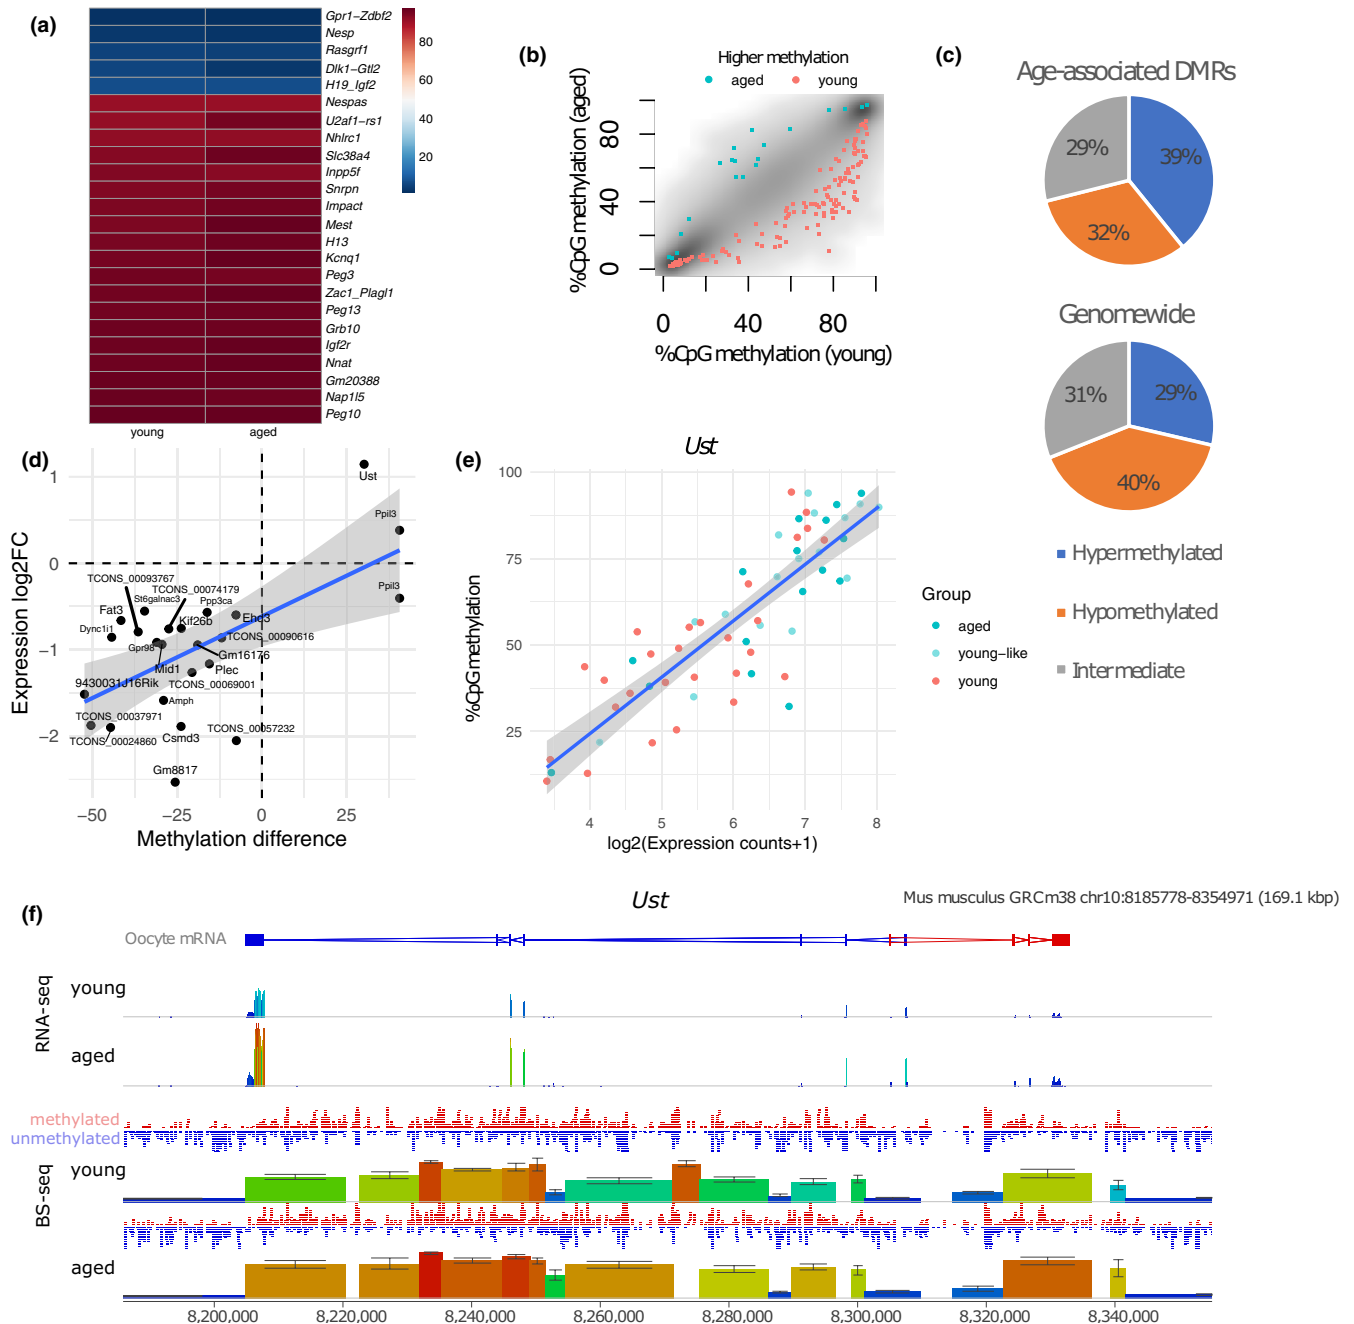 (a)
Gpr1−Zdbf2
Nesp
Rasgrf1
Dlk1−Gtl2
H19_Igf2
Nespas
U2af1−rs1
Nhlrc1
Slc38a4
Inpp5f
Snrpn
Impact
Mest
H13
Kcnq1
Peg3
Zac1_Plagl1
Peg13
Grb10
Igf2r
Nnat
Gm20388
Nap1l5
Peg10
young aged
80
60
40
20
(b)
Higher methylation
aged young
%CpG methylation (aged)
80
40
0
0 40 80
%CpG methylation (young)
(c)
Age-associated DMRs
29%
39%
32%
Genomewide
31%
29%
40%
Hypermethylated
Hypomethylated
Intermediate
(d)
Expression log2FC
1
0
−1
−2
Ust
Ppil3
Ppil3
TCONS_00093767
TCONS_00074179
St6galnac3
Ppp3ca
Fat3
Kif26b
Ehd3
Dync1i1
TCONS_00090616
Gpr98
Gm16176
Mid1
Plec
9430031J16Rik
TCONS_00069001
Amph
TCONS_00037971
TCONS_00057232
TCONS_00024860
Csmd3
Gm8817
−50 −25 0 25
Methylation difference
(e)
Ust
%CpG methylation
100
75
50
25
4 5 6 7 8
log2(Expression counts+1)
Group
aged
young−like
young
(f)
Ust
Mus musculus GRCm38 chr10:8185778-8354971 (169.1 kbp)
Oocyte mRNA
RNA-seq
young
aged
methylated
unmethylated
BS-seq
young
aged
8,200,000 8,220,000 8,240,000 8,260,000 8,280,000 8,300,000 8,320,000 8,340,000